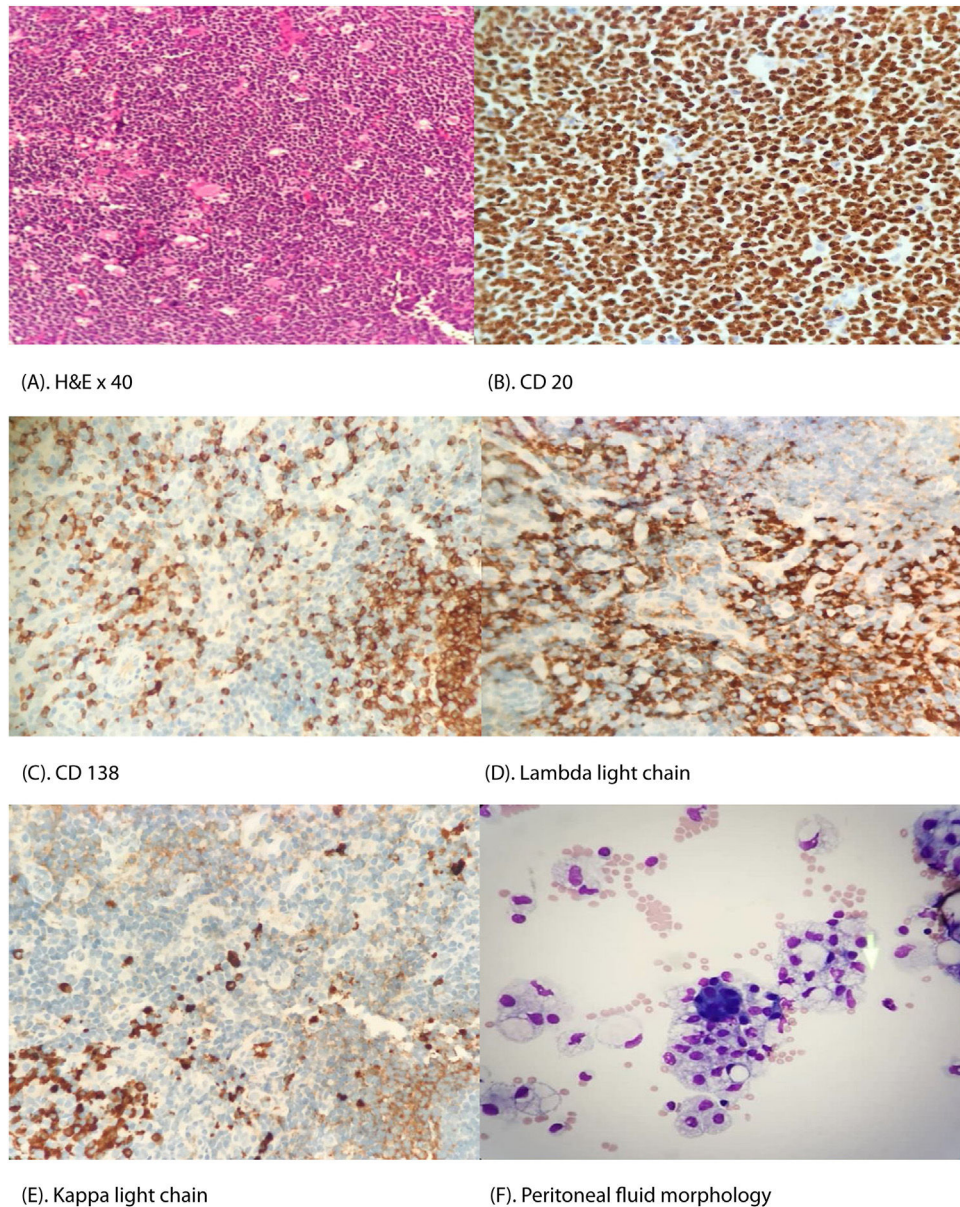 (A). H&E x 40
(B). CD 20
(C). CD 138
(D). Lambda light chain
(E). Kappa light chain
(F). Peritoneal fluid morphology